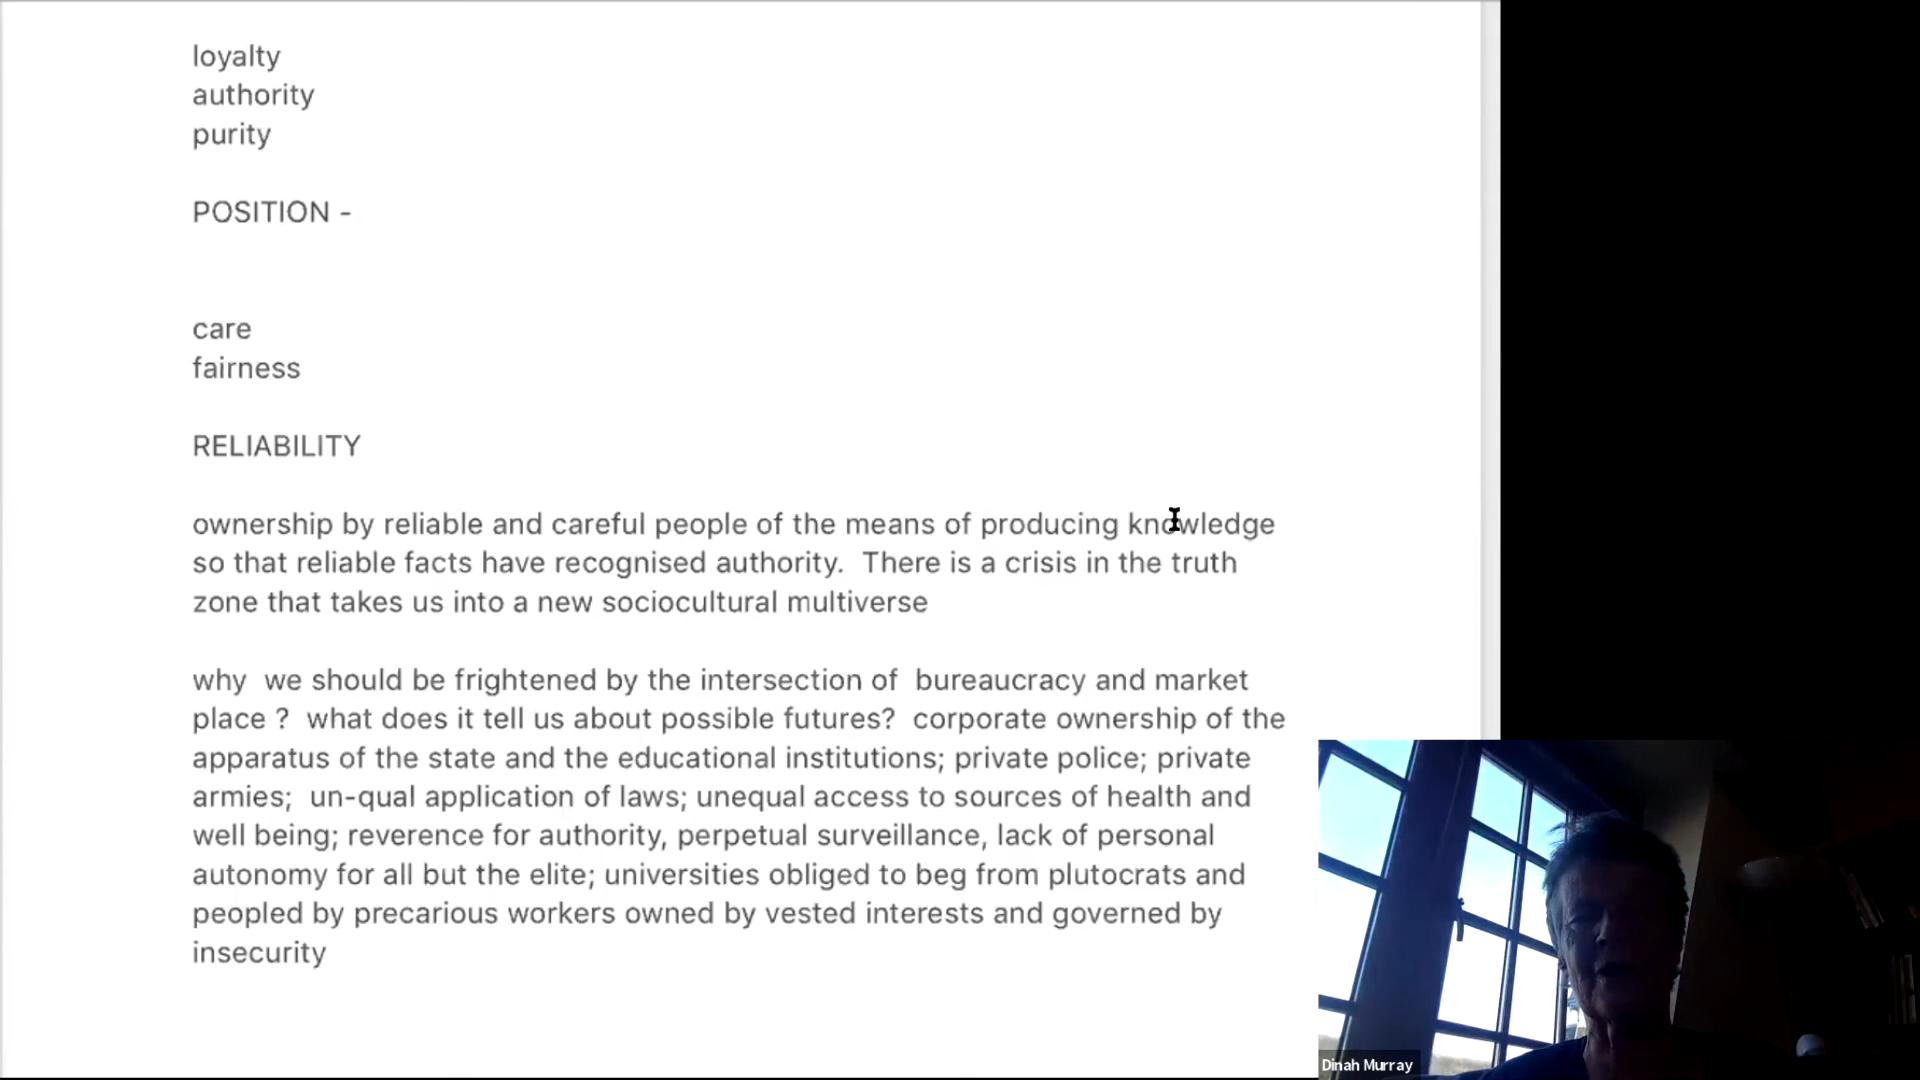 loyalty
authority
purity
POSITION -
care
fairness
RELIABILITY
ownership by reliable and careful people of the means of producing knowledge
so that reliable facts have recognised authority.  There is a crisis in the truth
zone that takes us into a new sociocultural multiverse
why  we should be frightened by the intersection of  bureaucracy and market
place ?  what does it tell us about possible futures?  corporate ownership of the
apparatus of the state and the educational institutions; private police; private
armies;  un-qual application of laws; unequal access to sources of health and
well being; reverence for authority, perpetual surveillance, lack of personal
autonomy for all but the elite; universities obliged to beg from plutocrats and
peopled by precarious workers owned by vested interests and governed by
insecurity
Dinah Murray